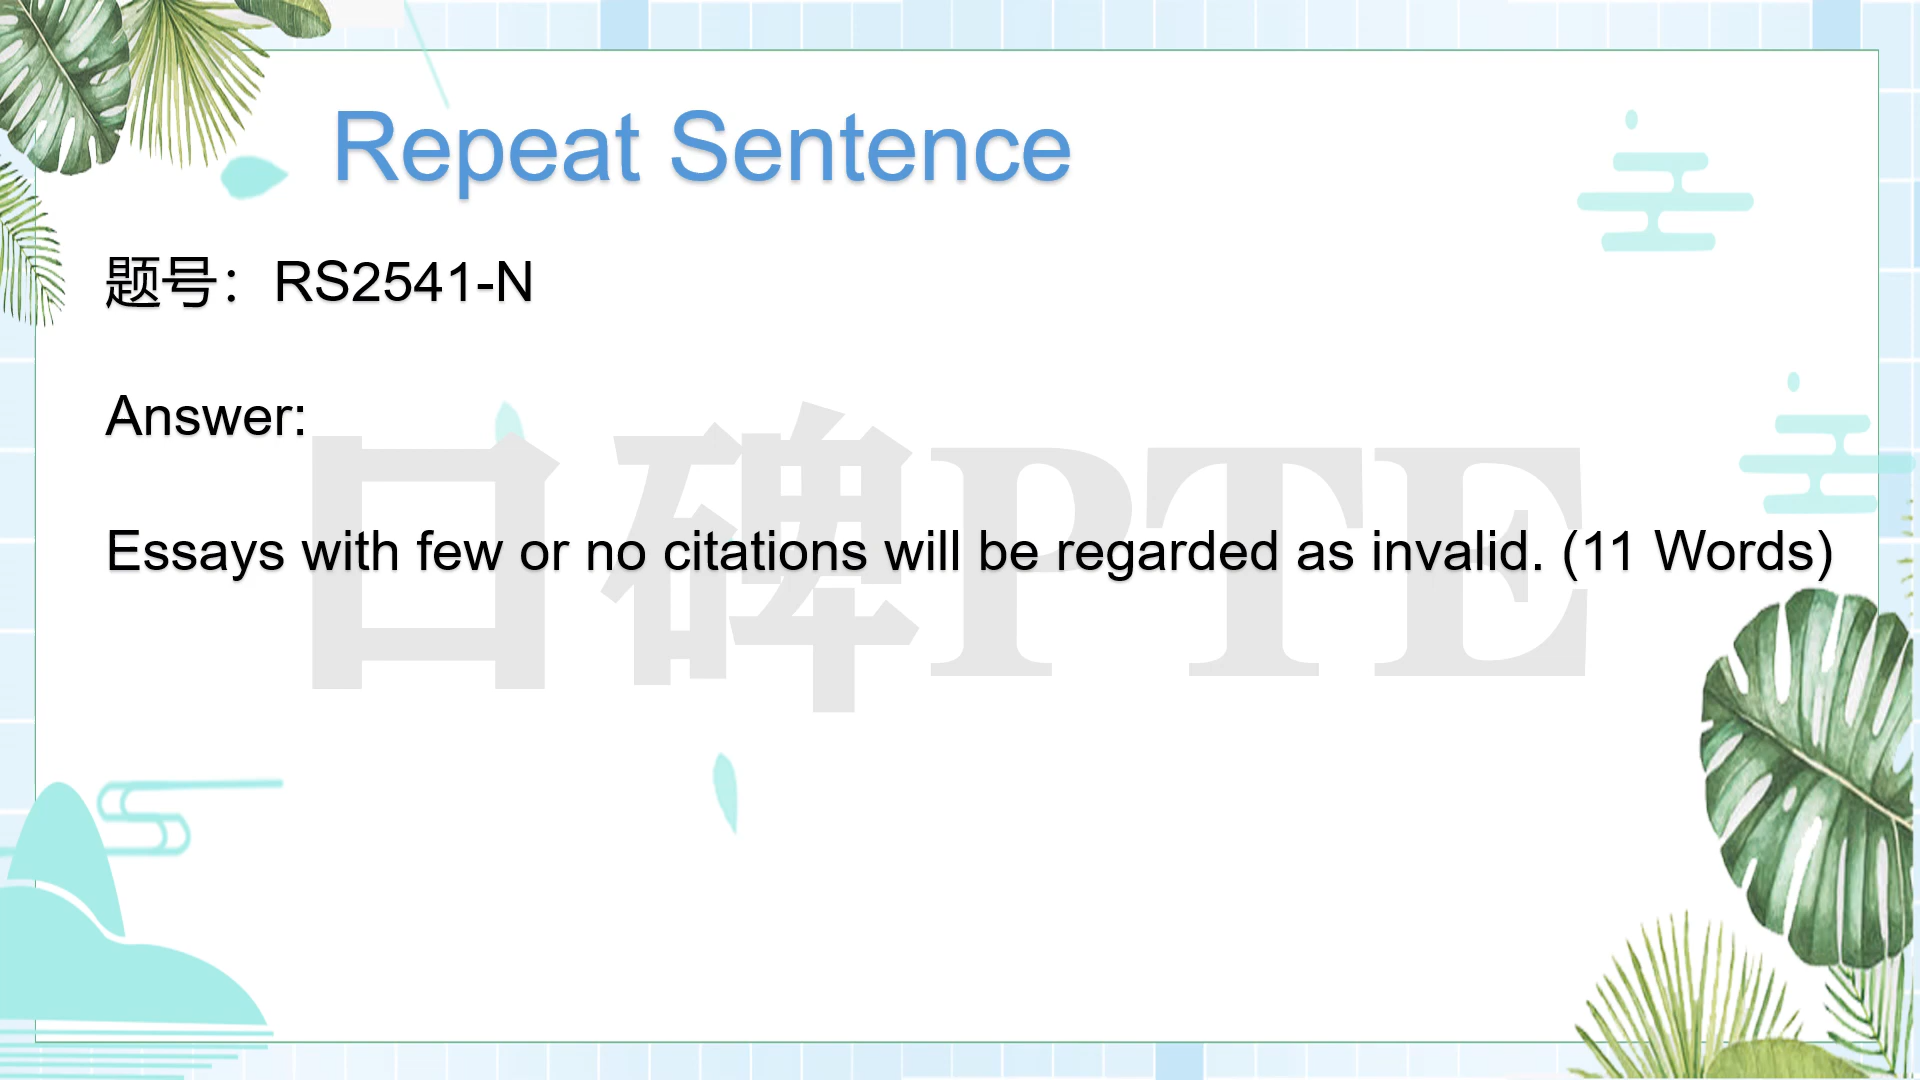 Repeat Sentence
题号：RS2541-N
Answer:
口碑PTE
Essays with few or no citations will be regarded as invalid. (11 Words)